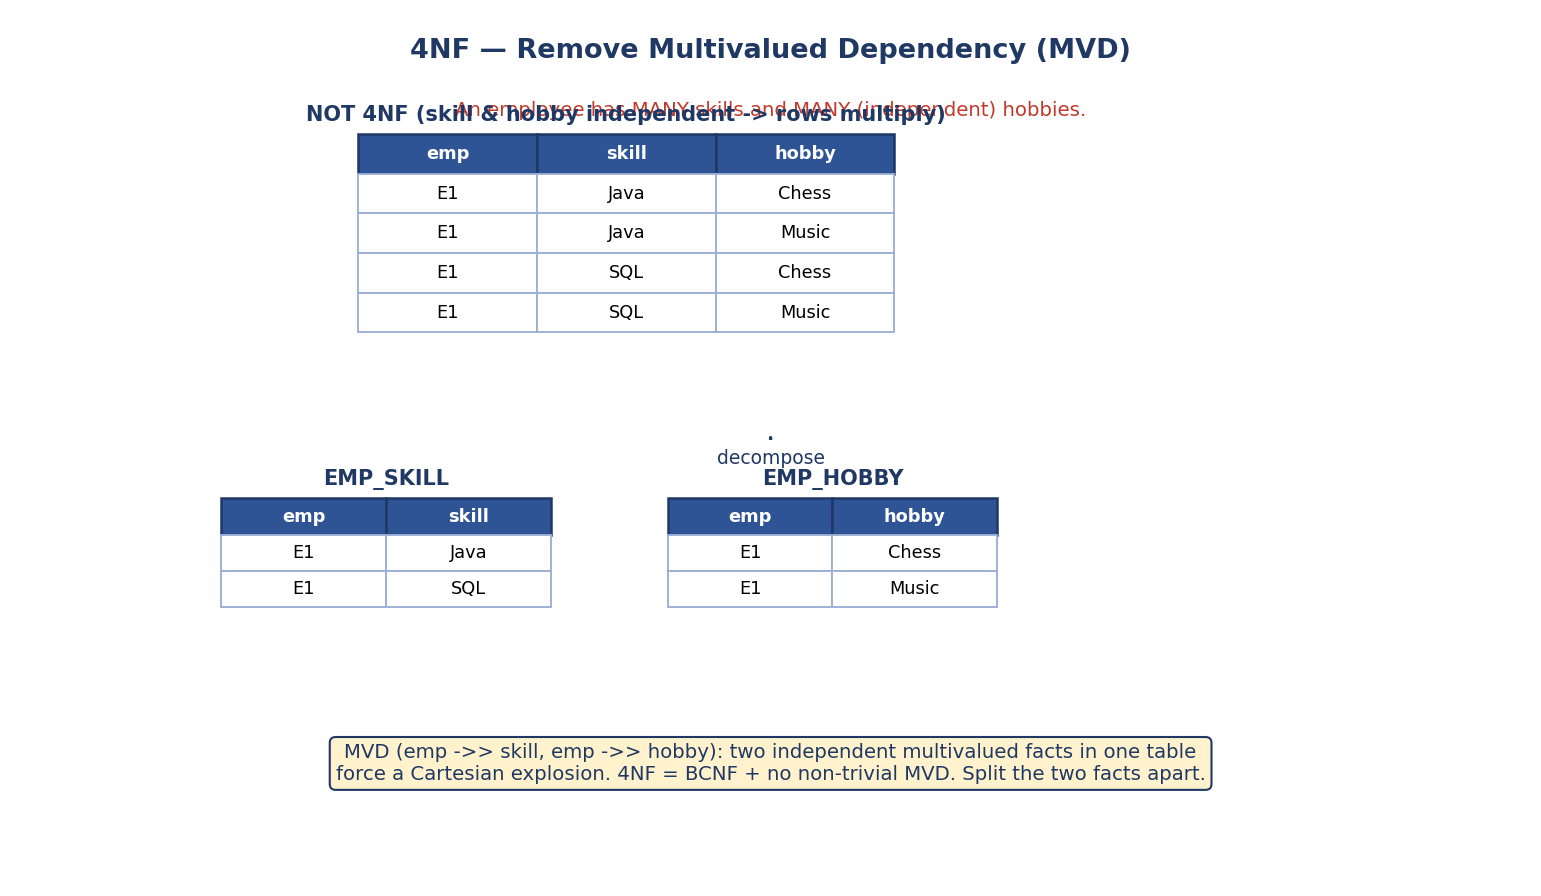 4NF — Remove Multivalued Dependency (MVD)
An employee has MANY skills and MANY (independent) hobbies.
NOT 4NF (skill & hobby independent -> rows multiply)
emp skill hobby
E1 Java Chess
E1 Java Music
E1 SQL Chess
E1 SQL Music
decompose
EMP_SKILL EMP_HOBBY
emp skill emp hobby
E1 Java E1 Chess
E1 SQL E1 Music
MVD (emp ->> skill, emp ->> hobby): two independent multivalued facts in one table
force a Cartesian explosion. 4NF = BCNF + no non-trivial MVD. Split the two facts apart.